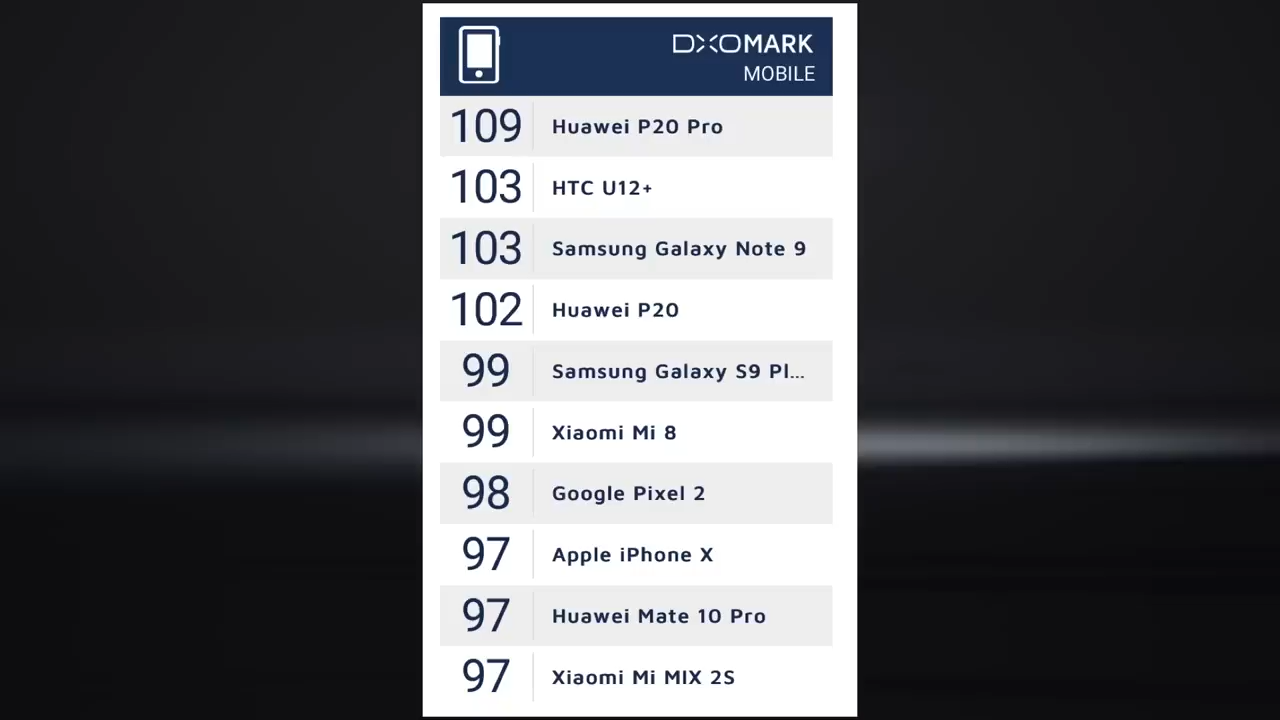 DXOMARK
MOBILE
109 Huawei P20 Pro
103 HTC U12+
103 Samsung Galaxy Note 9
102 Huawei P20
99 Samsung Galaxy S9 Pl...
99 Xiaomi Mi 8
98 Google Pixel 2
97 Apple iPhone X
97 Huawei Mate 10 Pro
97 Xiaomi Mi MIX 2S